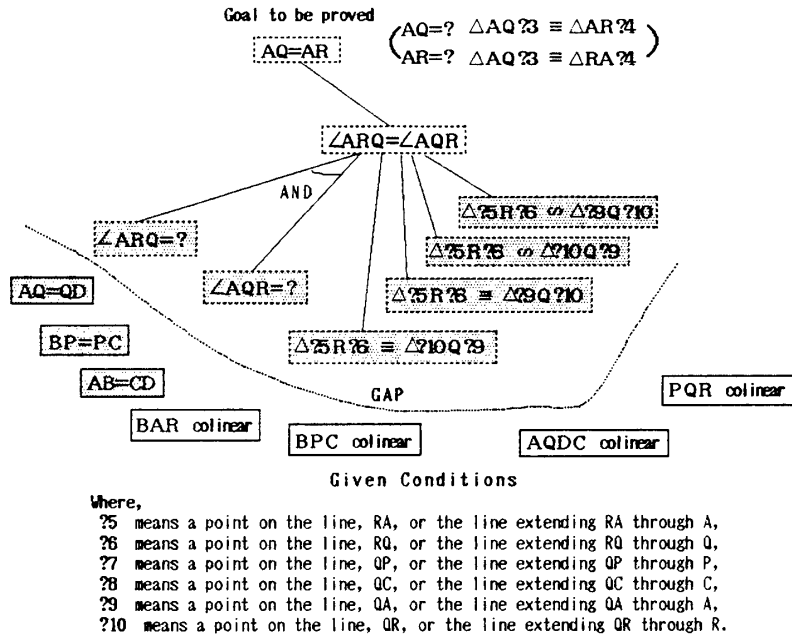 Goal to be proved
AQ=AR
AQ=? △AQ?3 ≡ △AR?4
AR=? △AQ?3 ≡ △RA?4
∠ARQ=∠AQR
AND
△?5R?6 ∽ △?9Q?10
∠ARQ=?
△?5R?6 ∽ △?10Q?9
∠AQR=?
△?5R?6 ≡ △?9Q?10
AQ=QD
BP=PC
△?5R?6 ≡ △?10Q?9
AB=CD
GAP
PQR colinear
BAR colinear
BPC colinear
AQDC colinear
Given Conditions
Where,
?5 means a point on the line, RA, or the line extending RA through A,
?6 means a point on the line, RQ, or the line extending RQ through Q,
?7 means a point on the line, QP, or the line extending QP through P,
?8 means a point on the line, QC, or the line extending QC through C,
?9 means a point on the line, QA, or the line extending QA through A,
?10 means a point on the line, QR, or the line extending QR through R.